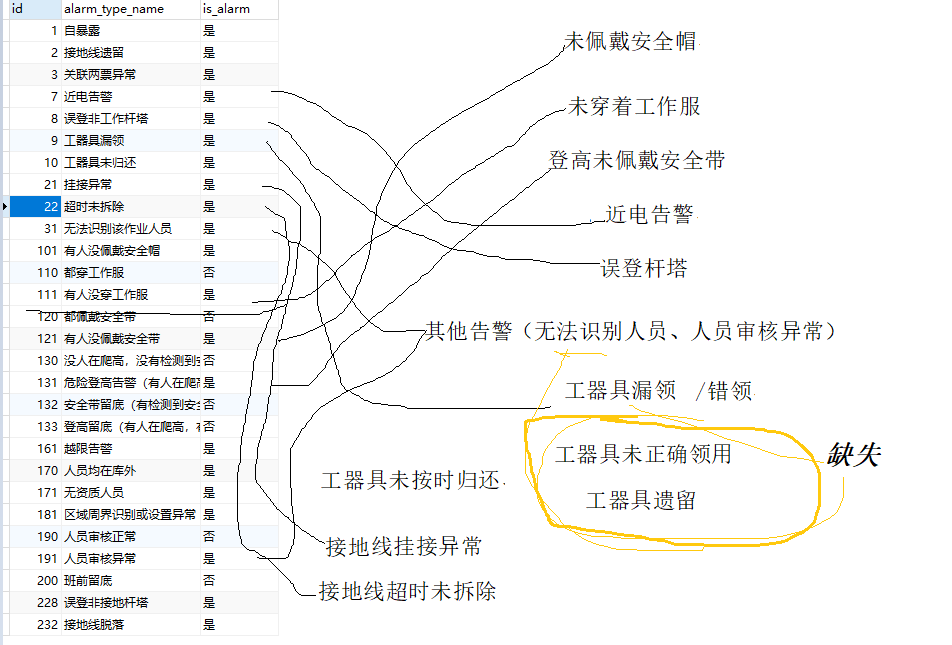 id alarm_type_name is_alarm
1 自暴露 是
2 接地线遗留 是
3 关联两票异常 是
7 近电告警 是
8 误登非工作杆塔 是
9 工器具漏领 是
10 工器具未归还 是
21 挂接异常 是
22 超时未拆除 是
31 无法识别该作业人员 是
101 有人没佩戴安全帽 是
110 都穿工作服 否
111 有人没穿工作服 是
120 都佩戴安全带 否
121 有人没佩戴安全带 是
130 没人在爬高，没有检测到 否
131 危险登高告警（有人在爬 是
132 安全带留底（有检测到安 否
133 登高留底（有人在爬高， 否
161 越限告警 是
170 人员均在库外 是
171 无资质人员 是
181 区域周界识别或设置异常 是
190 人员审核正常 否
191 人员审核异常 是
200 班前留底 否
228 误登非接地杆塔 是
232 接地线脱落 是
未佩戴安全帽
未穿着工作服
登高未佩戴安全带
近电告警
误登杆塔
其他告警（无法识别人员、人员审核异常）
工器具漏领 /错领
工器具未正确领用
缺失
工器具未按时归还.
工器具遗留
接地线挂接异常
接地线超时未拆除